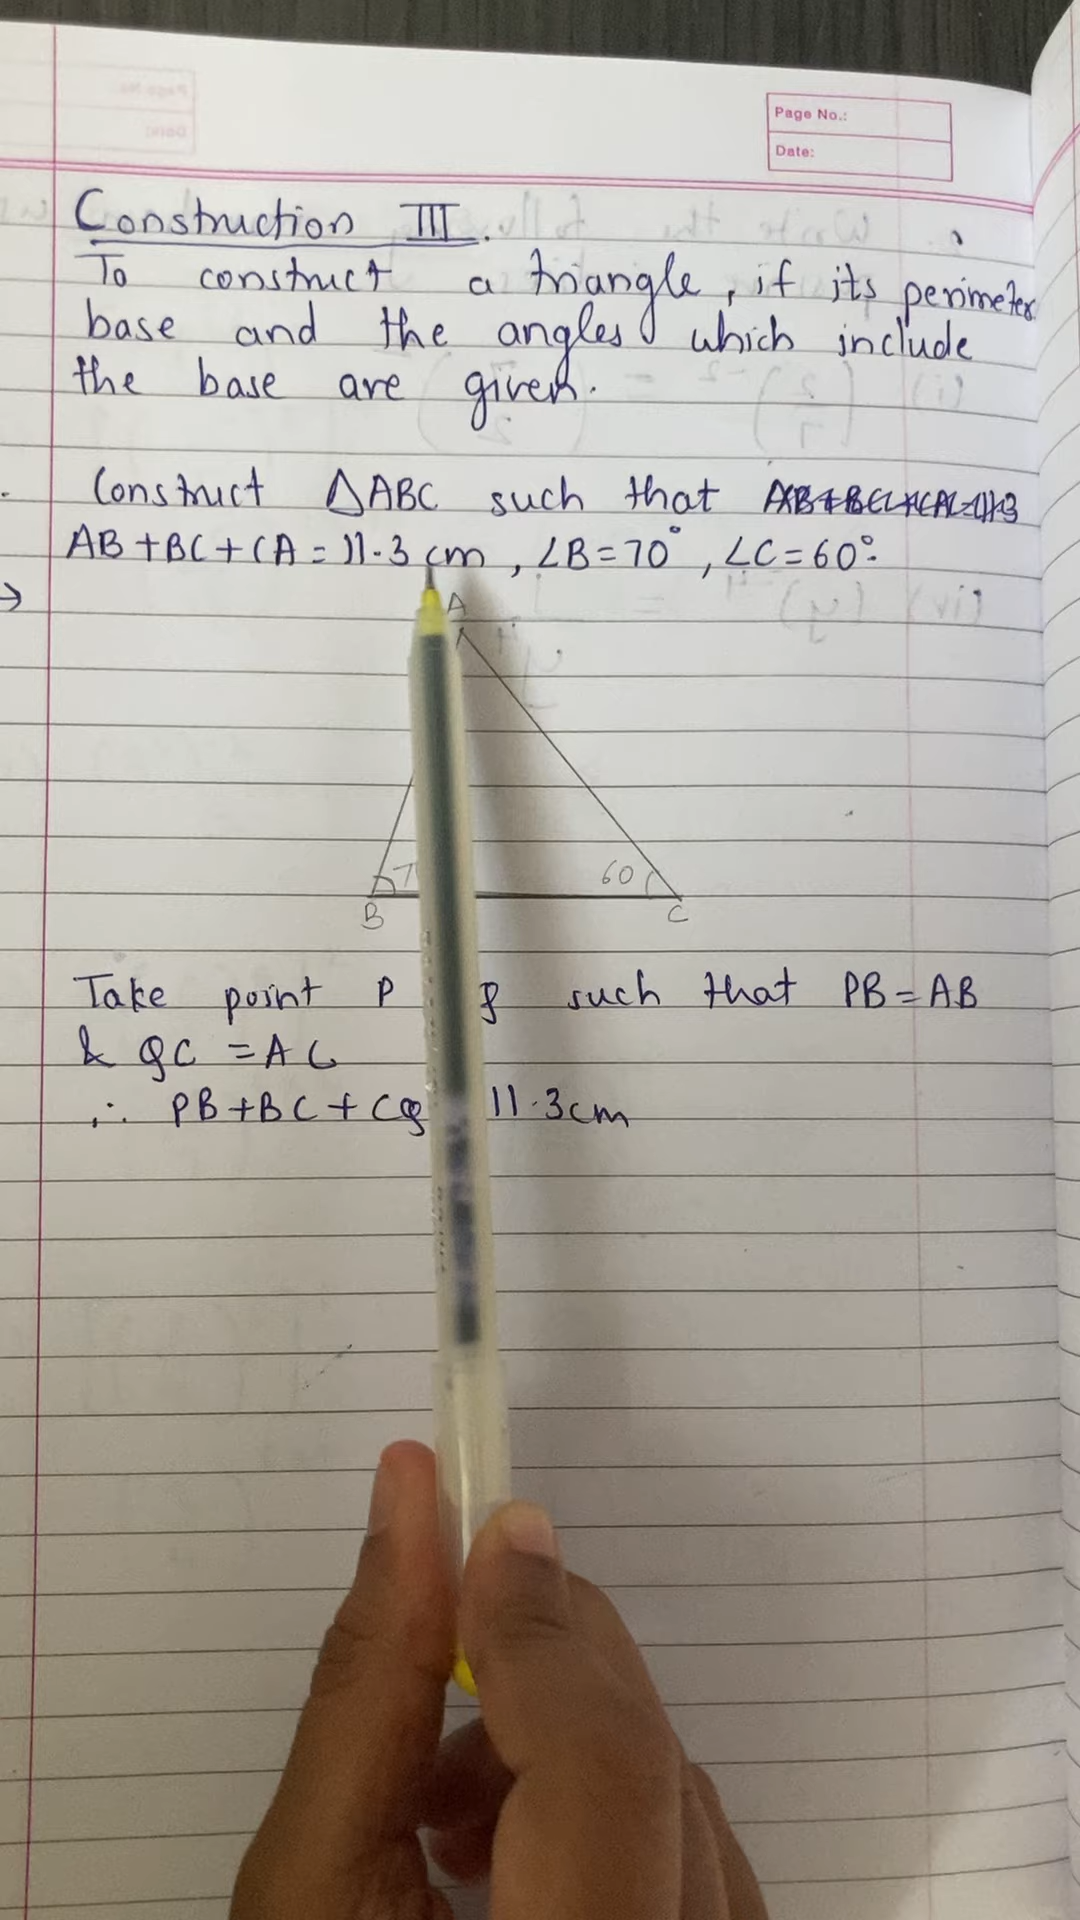 Page No.:
Date:
Construction III.
To construct a triangle, if its perimeter
base and the angles which include
the base are given.
Construct △ABC such that
AB+BC+CA=11.3 cm, ∠B=70°, ∠C=60°.
→
A
60
B
C
Take point P Q such that PB=AB
& QC =AC
∴ PB+BC+CQ 11.3cm